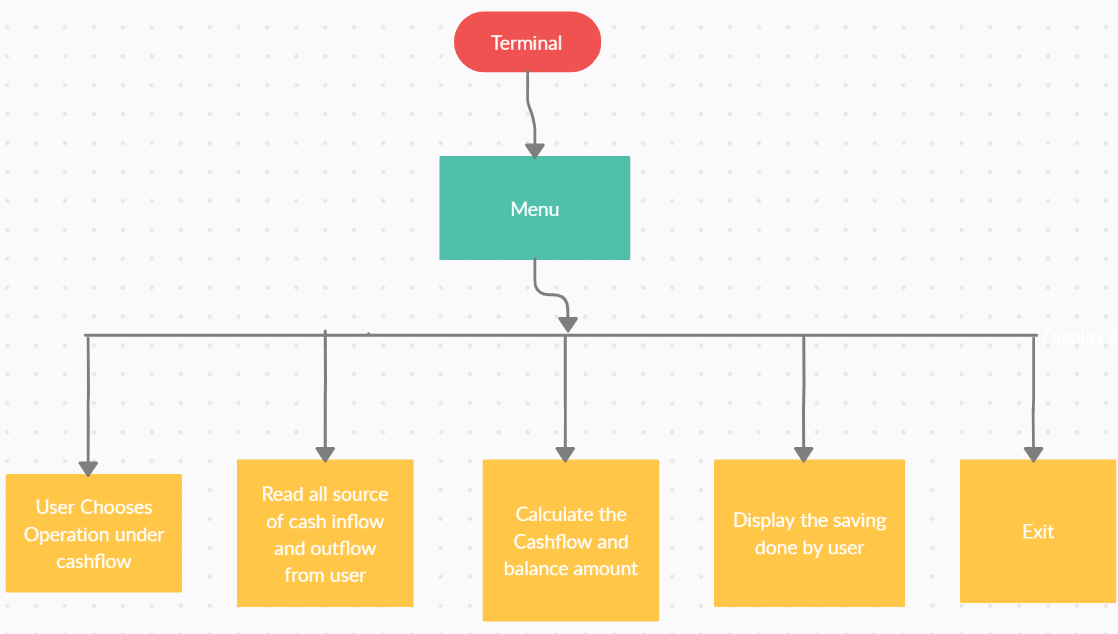 Terminal
Menu
Display t
User Chooses
Operation under
cashflow
Read all source
of cash inflow
and outflow
from user
Calculate the
Cashflow and
balance amount
Display the saving
done by user
Exit